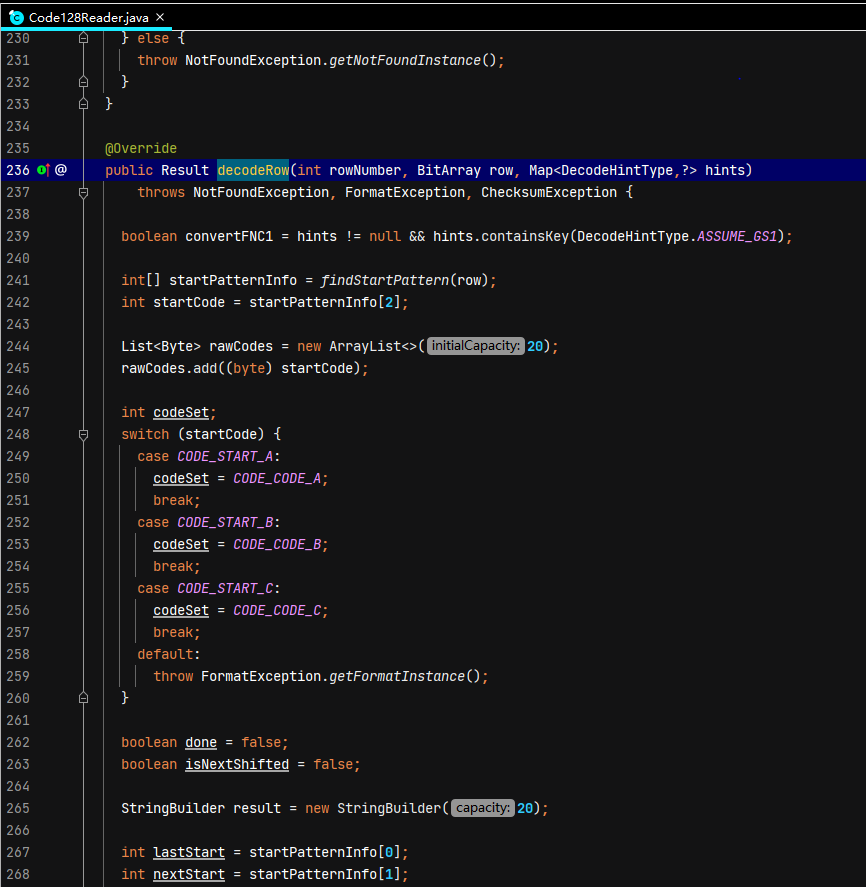 Code128Reader.java ×
230 } else {
231 throw NotFoundException.getNotFoundInstance();
232 }
233 }
234
235 @Override
236 @ public Result decodeRow(int rowNumber, BitArray row, Map<DecodeHintType,?> hints)
237 throws NotFoundException, FormatException, ChecksumException {
238
239 boolean convertFNC1 = hints != null && hints.containsKey(DecodeHintType.ASSUME_GS1);
240
241 int[] startPatternInfo = findStartPattern(row);
242 int startCode = startPatternInfo[2];
243
244 List<Byte> rawCodes = new ArrayList<>( initialCapacity: 20);
245 rawCodes.add((byte) startCode);
246
247 int codeSet;
248 switch (startCode) {
249 case CODE_START_A:
250 codeSet = CODE_CODE_A;
251 break;
252 case CODE_START_B:
253 codeSet = CODE_CODE_B;
254 break;
255 case CODE_START_C:
256 codeSet = CODE_CODE_C;
257 break;
258 default:
259 throw FormatException.getFormatInstance();
260 }
261
262 boolean done = false;
263 boolean isNextShifted = false;
264
265 StringBuilder result = new StringBuilder( capacity: 20);
266
267 int lastStart = startPatternInfo[0];
268 int nextStart = startPatternInfo[1];